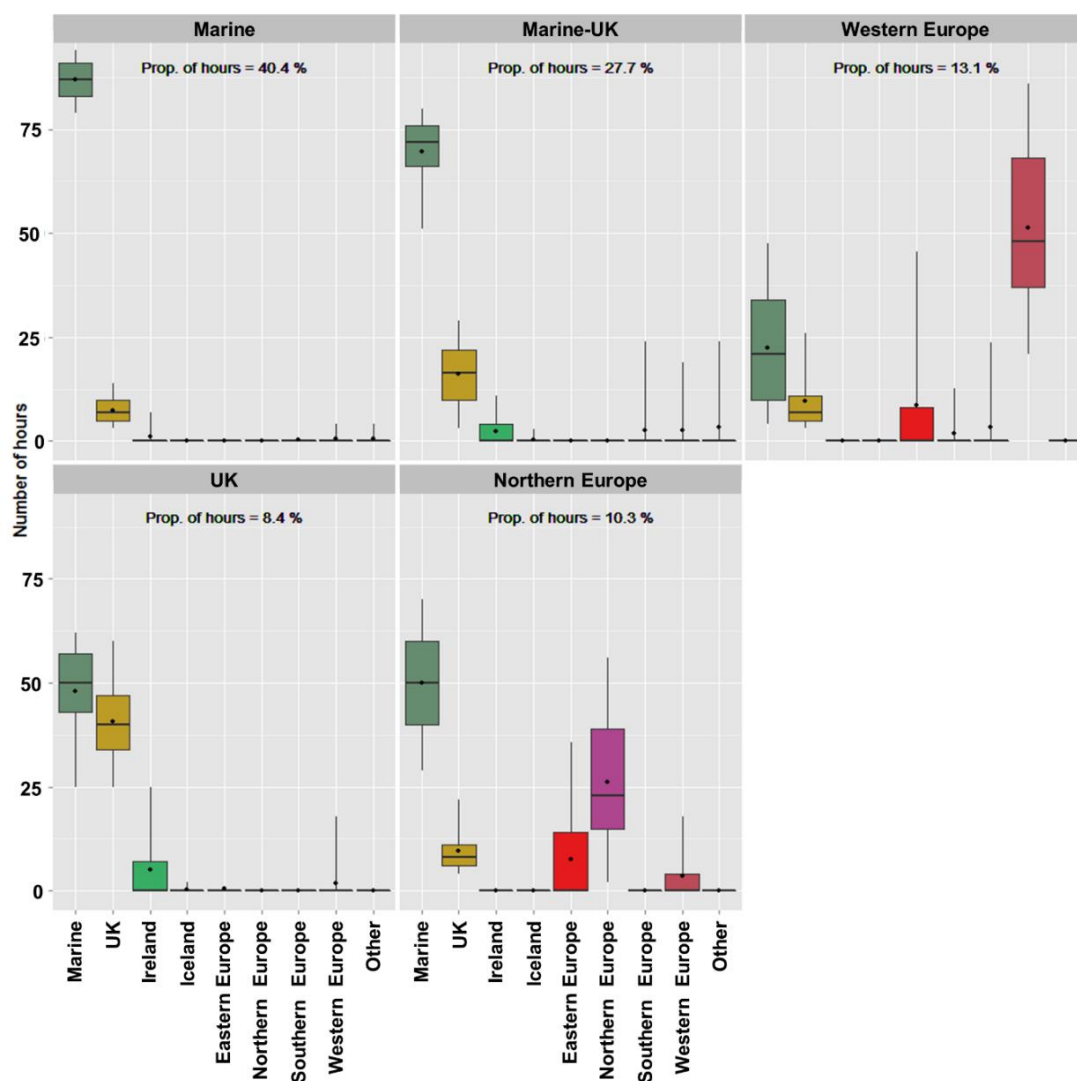 Marine
Marine-UK
Western Europe
Prop. of hours = 40.4 %
Prop. of hours = 27.7 %
Prop. of hours = 13.1 %
75
50
25
0
Number of hours
UK
Northern Europe
Prop. of hours = 8.4 %
Prop. of hours = 10.3 %
75
50
25
0
Marine
UK
Ireland
Iceland
Eastern Europe
Northern Europe
Southern Europe
Western Europe
Other
Marine
UK
Ireland
Iceland
Eastern Europe
Northern Europe
Southern Europe
Western Europe
Other